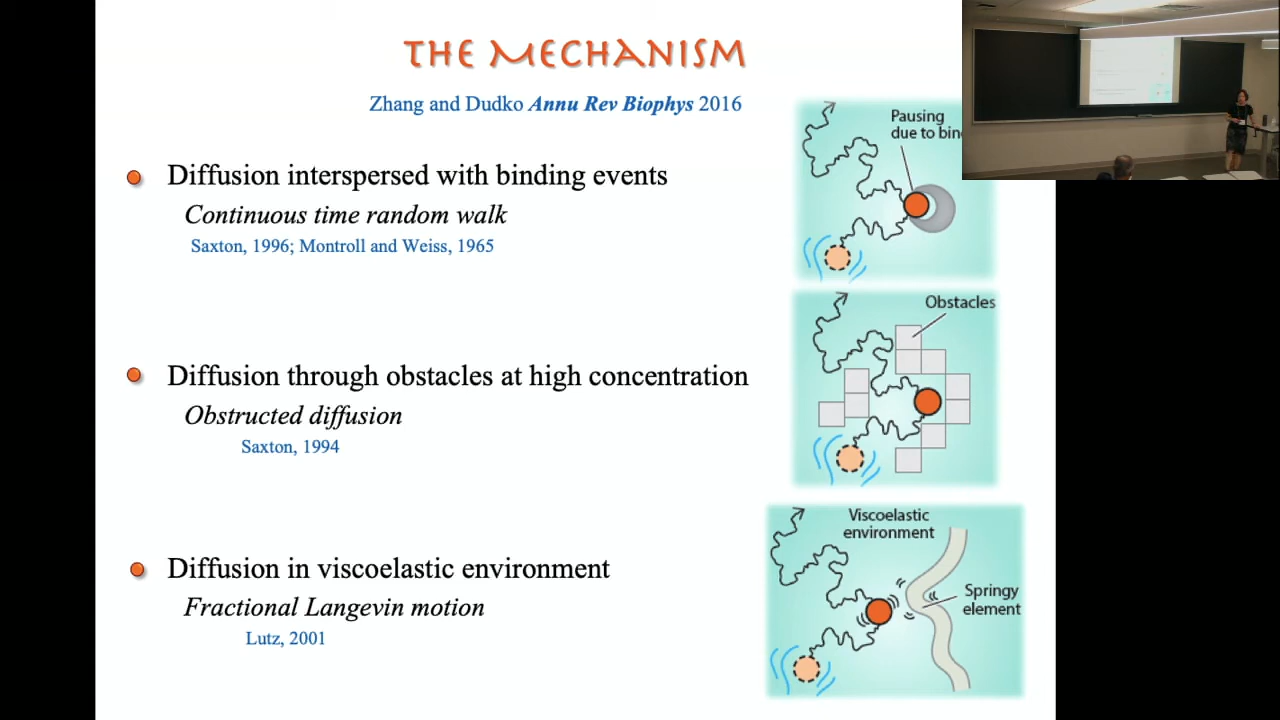 THE MECHANISM
Zhang and Dudko Annu Rev Biophys 2016
Diffusion interspersed with binding events
Continuous time random walk
Saxton, 1996; Montroll and Weiss, 1965
Pausing
due to bin
Diffusion through obstacles at high concentration
Obstructed diffusion
Saxton, 1994
Obstacles
Diffusion in viscoelastic environment
Fractional Langevin motion
Lutz, 2001
Viscoelastic
environment
Springy
element